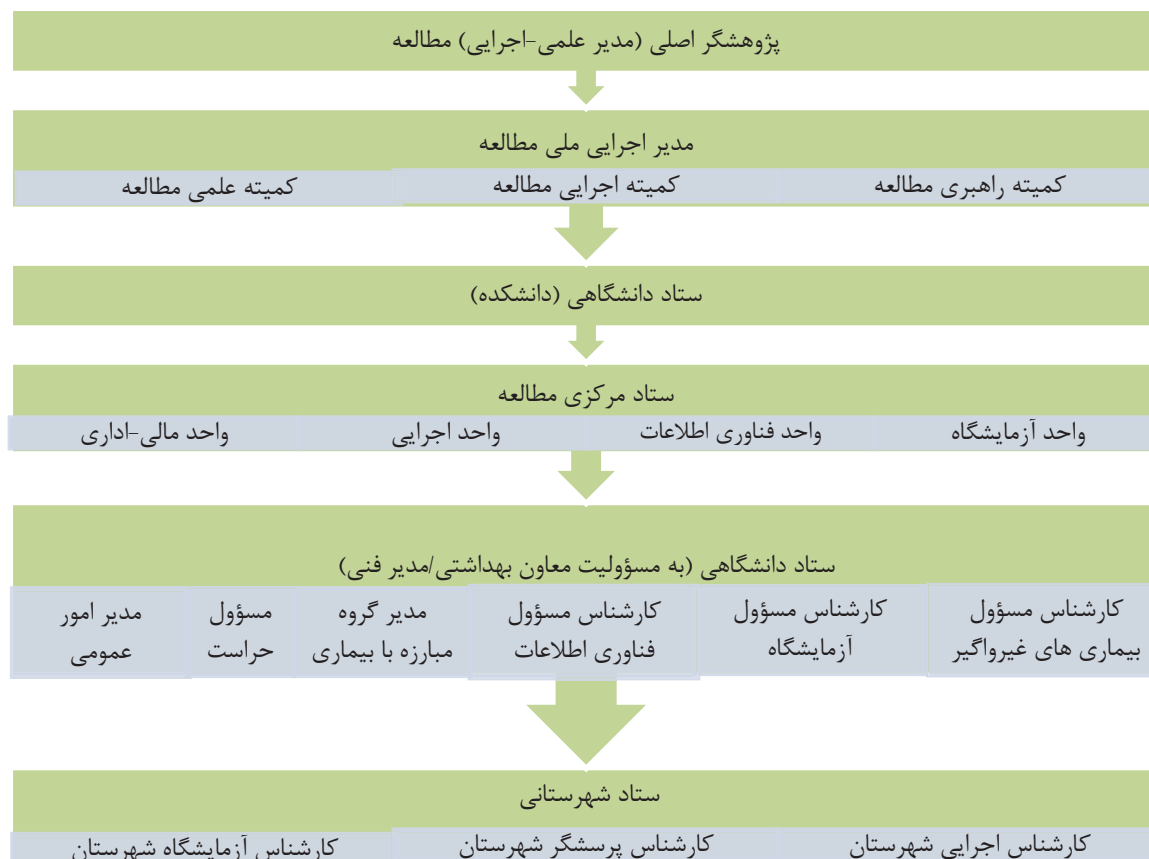 پژوهشگر اصلی (مدیر علمی-اجرایی) مطالعه
مدیر اجرایی ملی مطالعه
کمیته راهبری مطالعه
کمیته اجرایی مطالعه
کمیته علمی مطالعه
ستاد دانشگاهی (دانشکده)
ستاد مرکزی مطالعه
واحد آزمایشگاه
واحد فناوری اطلاعات
واحد اجرایی
واحد مالی-اداری
ستاد دانشگاهی (به مسؤولیت معاون بهداشتی/مدیر فنی)
کارشناس مسؤول
بیماری های غیرواگیر
کارشناس مسؤول
آزمایشگاه
کارشناس مسؤول
فناوری اطلاعات
مدیر گروه
مبارزه با بیماری
مسؤول
حراست
مدیر امور
عمومی
ستاد شهرستانی
کارشناس اجرایی شهرستان
کارشناس پرسشگر شهرستان
کارشناس آزمایشگاه شهرستان